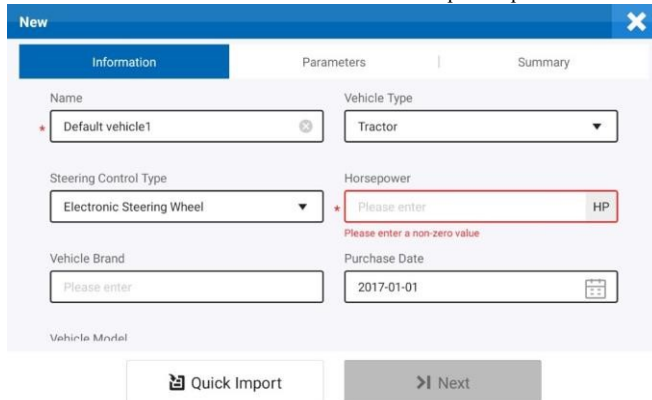 New
Information
Parameters
Summary
Name
Vehicle Type
* Default vehicle1
Tractor
Steering Control Type
Horsepower
Electronic Steering Wheel
* Please enter
HP
Please enter a non-zero value
Vehicle Brand
Purchase Date
Please enter
2017-01-01
Vehicle Model
Quick Import
Next